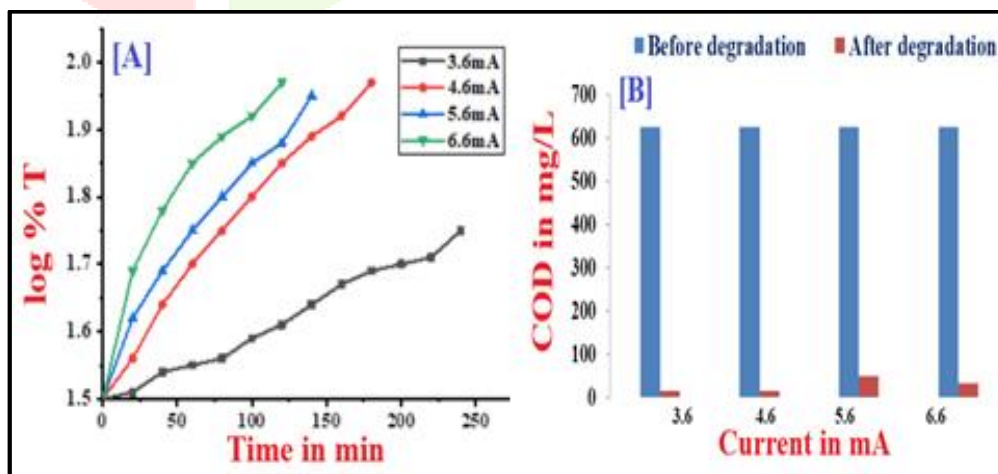 [A]
log % T
2.0
1.9
1.8
1.7
1.6
1.5
0
50
100
150
200
250
Time in min
3.6mA
4.6mA
5.6mA
6.6mA
Before degradation
After degradation
[B]
COD in mg/L
700
600
500
400
300
200
100
0
3.6
4.6
5.6
6.6
Current in mA